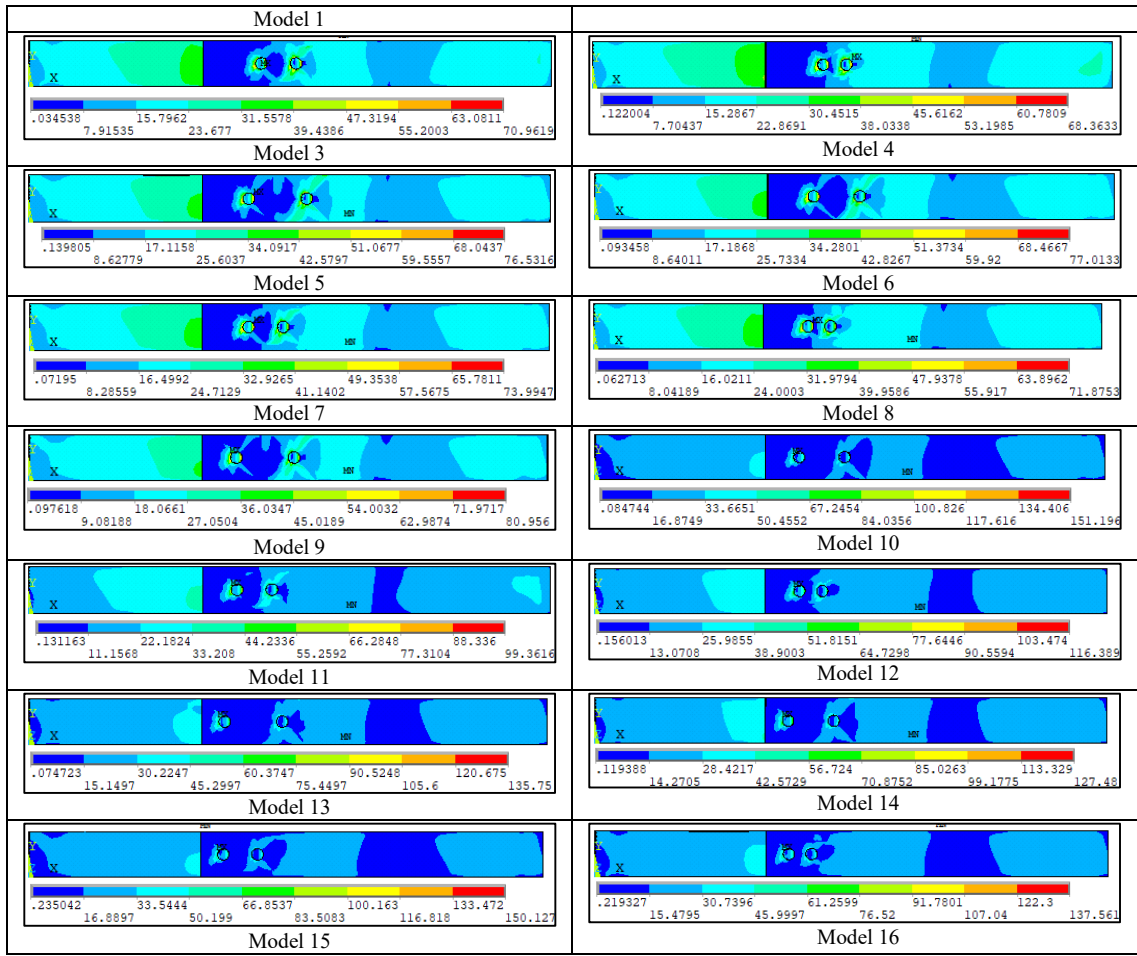 Model 1
MN
Y
X
.034538 15.7962 31.5578 47.3194 63.0811
7.91535 23.677 39.4386 55.2003 70.9619
Model 3
MN
MX
.122004 15.2867 30.4515 45.6162 60.7809
7.70437 22.8691 38.0338 53.1985 68.3633
Model 4
Y
X
MN
.139805 17.1158 34.0917 51.0677 68.0437
8.62779 25.6037 42.5797 59.5557 76.5316
Model 5
.093458 17.1868 34.2801 51.3734 68.4667
8.64011 25.7334 42.8267 59.92 77.0133
Model 6
Y
X
.07195 16.4992 32.9265 49.3538 65.7811
8.28559 24.7129 41.1402 57.5675 73.9947
Model 7
MX
MN
.062713 16.0211 31.9794 47.9378 63.8962
8.04189 24.0003 39.9586 55.917 71.8753
Model 8
Y
X
MN
.097618 18.0661 36.0347 54.0032 71.9717
9.08188 27.0504 45.0189 62.9874 80.956
Model 9
X
.084744 33.6651 67.2454 100.826 134.406
16.8749 50.4552 84.0356 117.616 151.196
Model 10
Y
X
MN
.131163 22.1824 44.2336 66.2848 88.336
11.1568 33.208 55.2592 77.3104 99.3616
Model 11
X
MN
.156013 25.9855 51.8151 77.6446 103.474
13.0708 38.9003 64.7298 90.5594 116.389
Model 12
Y
X
MN
.074723 30.2247 60.3747 90.5248 120.675
15.1497 45.2997 75.4497 105.6 135.75
Model 13
X
MN
.119388 28.4217 56.724 85.0263 113.329
14.2705 42.5729 70.8752 99.1775 127.48
Model 14
Y
X
MN
.235042 33.5444 66.8537 100.163 133.472
16.8897 50.199 83.5083 116.818 150.127
Model 15
X
MN
.219327 30.7396 61.2599 91.7801 122.3
15.4795 45.9997 76.52 107.04 137.561
Model 16